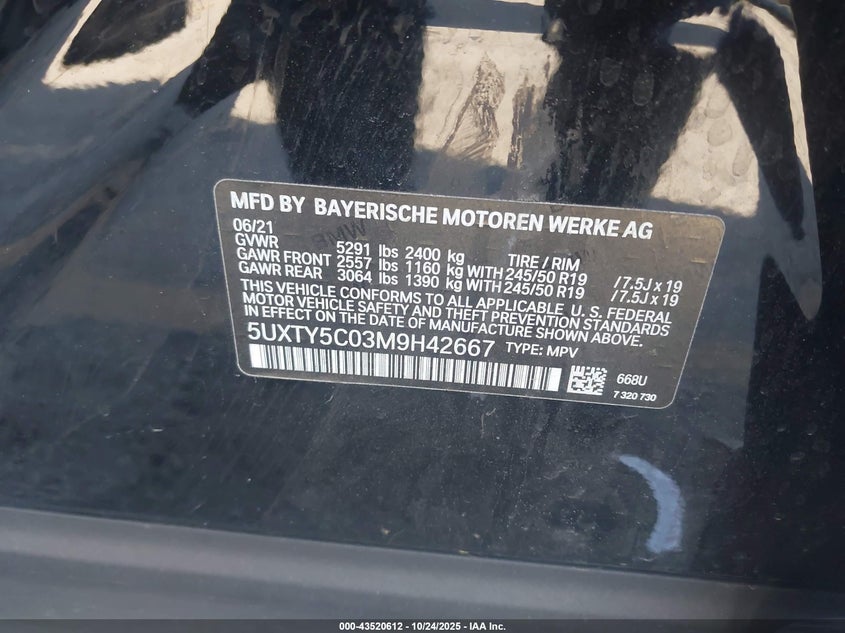 MFD BY BAYERISCHE MOTOREN WERKE AG
06/21
GVWR 5291 lbs 2400 kg TIRE / RIM
GAWR FRONT 2557 lbs 1160 kg WITH 245/50 R19 / 7.5J x 19
GAWR REAR 3064 lbs 1390 kg WITH 245/50 R19 / 7.5J x 19
THIS VEHICLE CONFORMS TO ALL APPLICABLE U. S. FEDERAL
MOTOR VEHICLE SAFETY AND THEFT PREVENTION STANDARDS
IN EFFECT ON THE DATE OF MANUFACTURE SHOWN ABOVE.
5UXTY5C03M9H42667 TYPE: MPV
668U
7 320 730
000-43520612 - 10/24/2025 - IAA Inc.